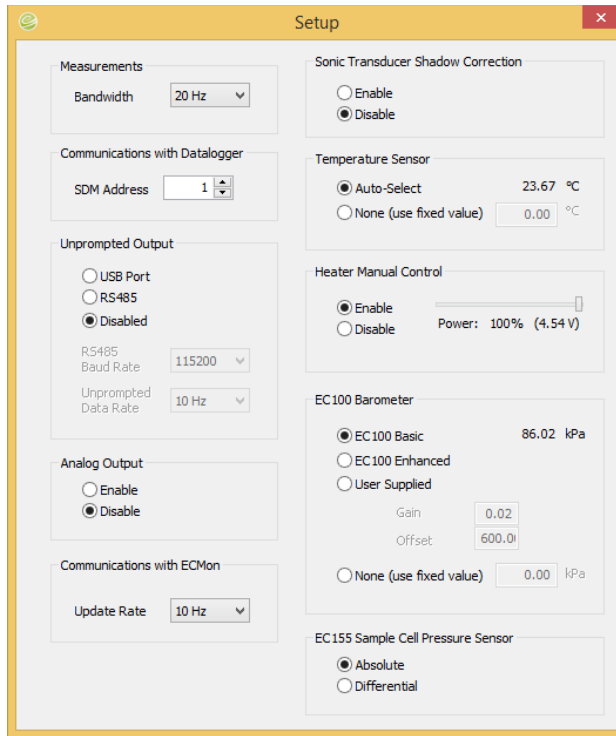 Setup
Measurements
Bandwidth 20 Hz
Communications with Datalogger
SDM Address 1
Unprompted Output
USB Port
RS485
Disabled
RS485
Baud Rate 115200
Unprompted
Data Rate 10 Hz
Analog Output
Enable
Disable
Communications with ECMon
Update Rate 10 Hz
Sonic Transducer Shadow Correction
Enable
Disable
Temperature Sensor
Auto-Select 23.67 °C
None (use fixed value) 0.00 °C
Heater Manual Control
Enable
Disable Power: 100% (4.54 V)
EC100 Barometer
EC100 Basic 86.02 kPa
EC100 Enhanced
User Supplied
Gain 0.02
Offset 600.0
None (use fixed value) 0.00 kPa
EC155 Sample Cell Pressure Sensor
Absolute
Differential